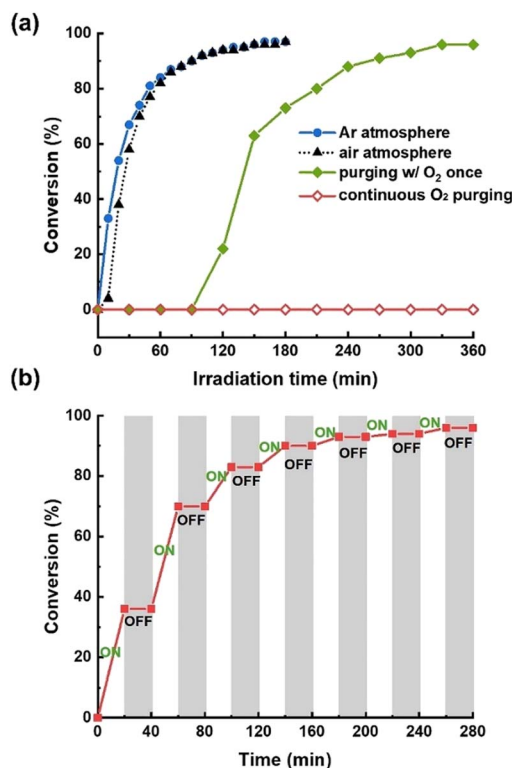 (a)
100
80
60
40
20
0
Conversion (%)
Ar atmosphere
air atmosphere
purging w/ O₂ once
continuous O₂ purging
0 60 120 180 240 300 360
Irradiation time (min)
(b)
100
80
60
40
20
0
Conversion (%)
ON ON ON ON ON ON ON
OFF OFF OFF OFF OFF OFF OFF
0 40 80 120 160 200 240 280
Time (min)